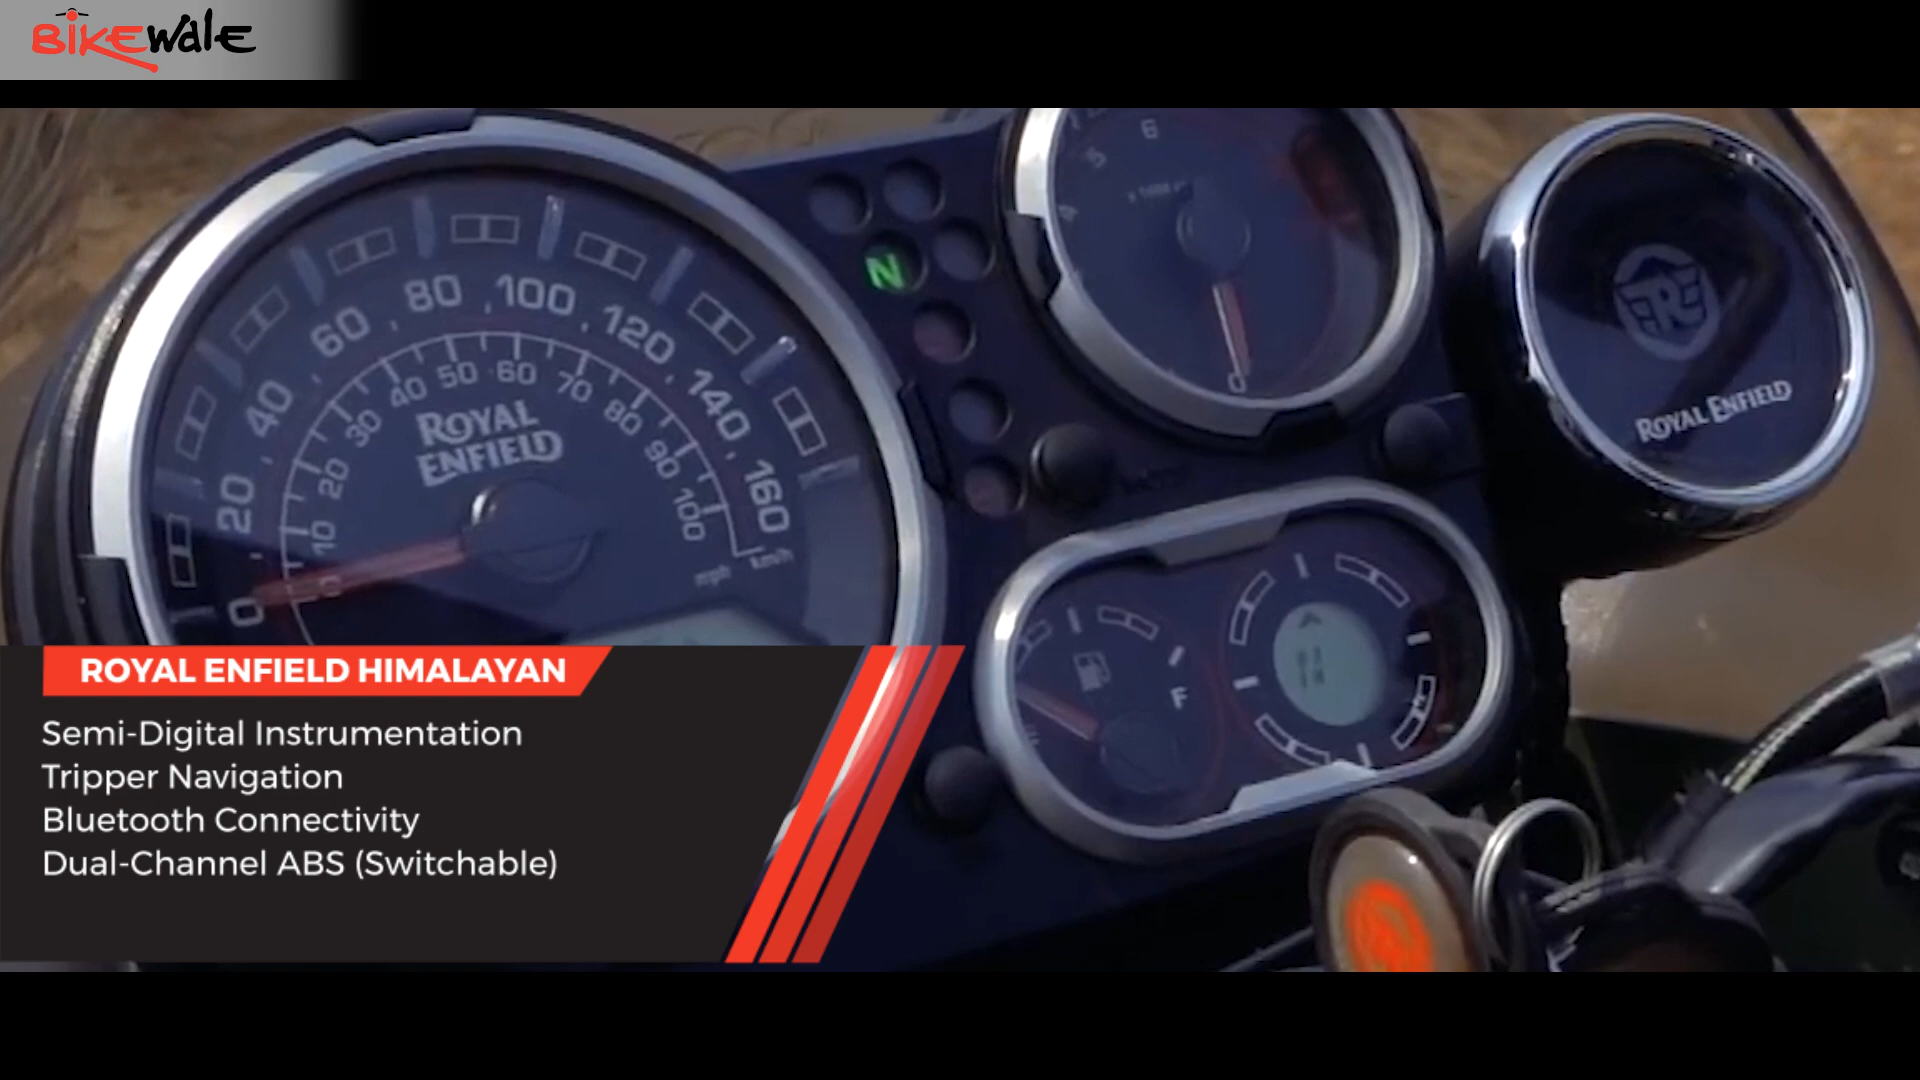 BikeWale
80 100
60 120
40 140
20 160
0
50 60
40 70
30 80
20 90
10 100
0
ROYAL
ENFIELD
mph km/h
N
6
5
4
0
F
ROYAL ENFIELD
ROYAL ENFIELD HIMALAYAN
Semi-Digital Instrumentation
Tripper Navigation
Bluetooth Connectivity
Dual-Channel ABS (Switchable)